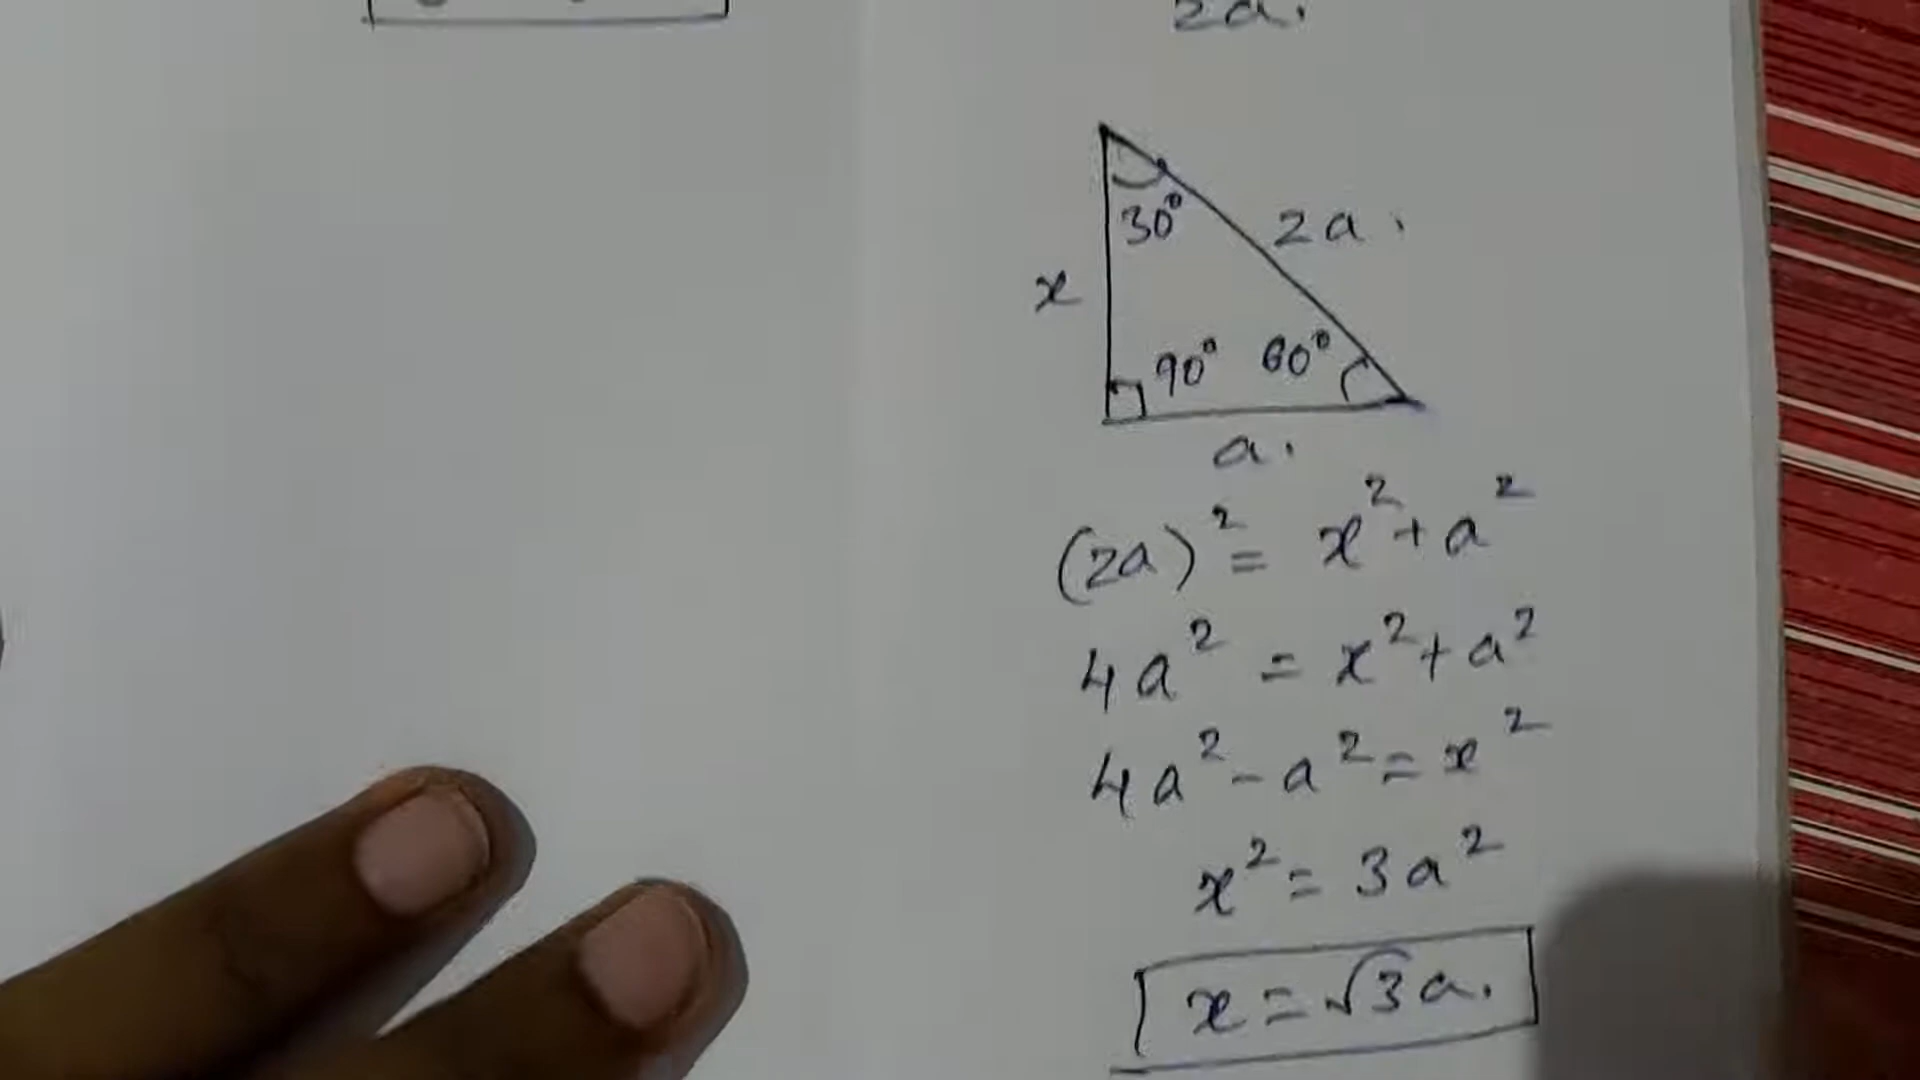 2a.
30°
2a.
x
90° 60°
a.
(2a)² = x² + a²
4a² = x² + a²
4a² - a² = x²
x² = 3a²
x = √3a.